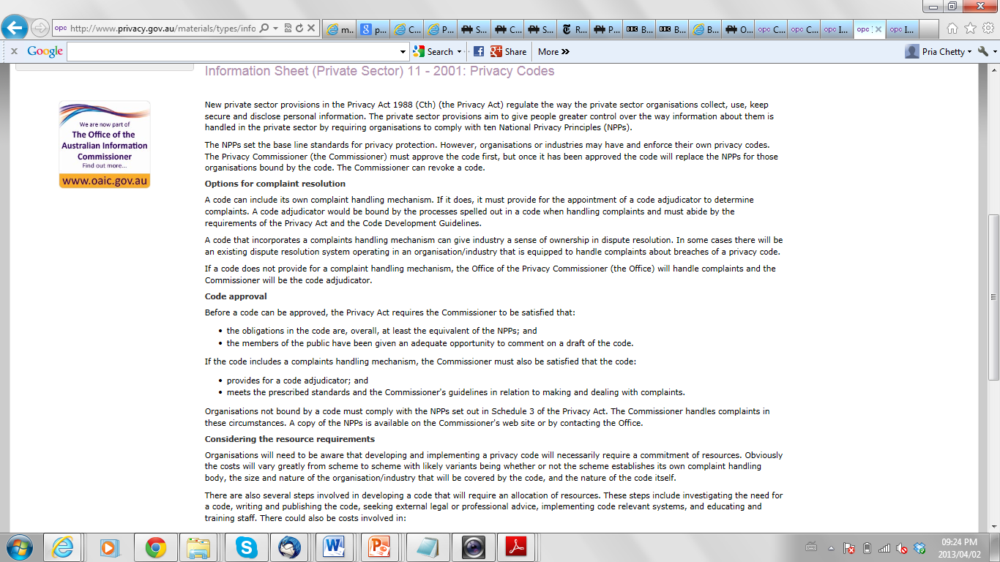 opc http://www.privacy.gov.au/materials/types/info
m...
p...
C...
P...
S...
C...
S...
R...
P...
BBC B...
BBC B...
B...
O...
opc C...
opc C...
opc I...
opc
opc I...
x Google
Search
Share
More »
Pria Chetty
Information Sheet (Private Sector) 11 - 2001: Privacy Codes
We are now part of
The Office of the
Australian Information
Commissioner
Find out more...
www.oaic.gov.au
New private sector provisions in the Privacy Act 1988 (Cth) (the Privacy Act) regulate the way the private sector organisations collect, use, keep
secure and disclose personal information. The private sector provisions aim to give people greater control over the way information about them is
handled in the private sector by requiring organisations to comply with ten National Privacy Principles (NPPs).
The NPPs set the base line standards for privacy protection. However, organisations or industries may have and enforce their own privacy codes.
The Privacy Commissioner (the Commissioner) must approve the code first, but once it has been approved the code will replace the NPPs for those
organisations bound by the code. The Commissioner can revoke a code.
Options for complaint resolution
A code can include its own complaint handling mechanism. If it does, it must provide for the appointment of a code adjudicator to determine
complaints. A code adjudicator would be bound by the processes spelled out in a code when handling complaints and must abide by the
requirements of the Privacy Act and the Code Development Guidelines.
A code that incorporates a complaints handling mechanism can give industry a sense of ownership in dispute resolution. In some cases there will be
an existing dispute resolution system operating in an organisation/industry that is equipped to handle complaints about breaches of a privacy code.
If a code does not provide for a complaint handling mechanism, the Office of the Privacy Commissioner (the Office) will handle complaints and the
Commissioner will be the code adjudicator.
Code approval
Before a code can be approved, the Privacy Act requires the Commissioner to be satisfied that:
• the obligations in the code are, overall, at least the equivalent of the NPPs; and
• the members of the public have been given an adequate opportunity to comment on a draft of the code.
If the code includes a complaints handling mechanism, the Commissioner must also be satisfied that the code:
• provides for a code adjudicator; and
• meets the prescribed standards and the Commissioner's guidelines in relation to making and dealing with complaints.
Organisations not bound by a code must comply with the NPPs set out in Schedule 3 of the Privacy Act. The Commissioner handles complaints in
these circumstances. A copy of the NPPs is available on the Commissioner's web site or by contacting the Office.
Considering the resource requirements
Organisations will need to be aware that developing and implementing a privacy code will necessarily require a commitment of resources. Obviously
the costs will vary greatly from scheme to scheme with likely variants being whether or not the scheme establishes its own complaint handling
body, the size and nature of the organisation/industry that will be covered by the code, and the nature of the code itself.
There are also several steps involved in developing a code that will require an allocation of resources. These steps include investigating the need for
a code, writing and publishing the code, seeking external legal or professional advice, implementing code relevant systems, and educating and
training staff. There could also be costs involved in:
09:24 PM
2013/04/02